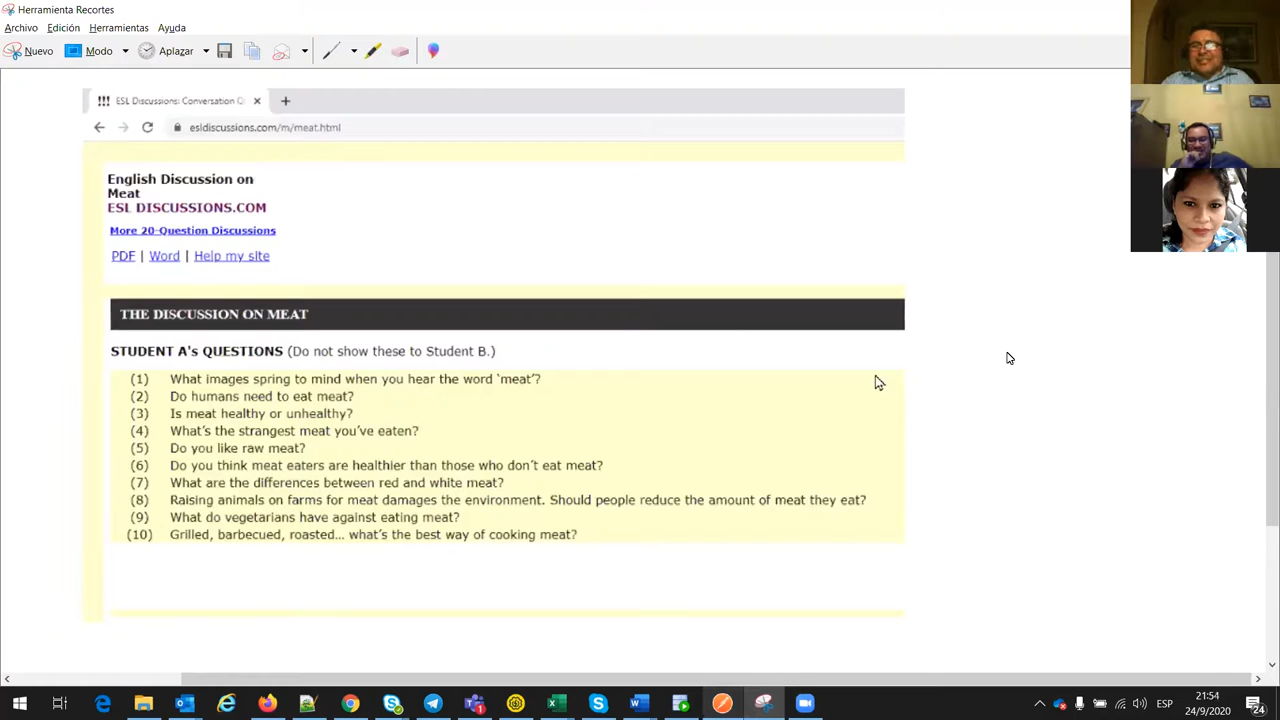 Herramienta Recortes
Archivo Edición Herramientas Ayuda
Nuevo Modo Aplazar
!!! ESL Discussions: Conversation Q
esldiscussions.com/m/meat.html
English Discussion on
Meat
ESL DISCUSSIONS.COM
More 20-Question Discussions
PDF | Word | Help my site
THE DISCUSSION ON MEAT
STUDENT A's QUESTIONS (Do not show these to Student B.)
(1) What images spring to mind when you hear the word ‘meat’?
(2) Do humans need to eat meat?
(3) Is meat healthy or unhealthy?
(4) What’s the strangest meat you’ve eaten?
(5) Do you like raw meat?
(6) Do you think meat eaters are healthier than those who don’t eat meat?
(7) What are the differences between red and white meat?
(8) Raising animals on farms for meat damages the environment. Should people reduce the amount of meat they eat?
(9) What do vegetarians have against eating meat?
(10) Grilled, barbecued, roasted… what’s the best way of cooking meat?
ESP
21:54
24/9/2020
24